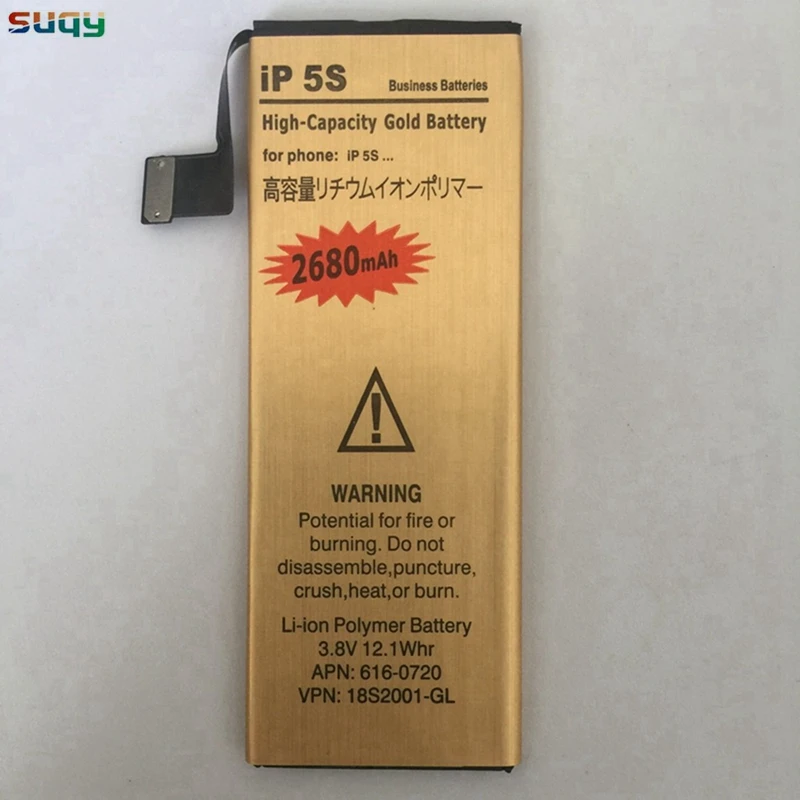 suqy
iP 5S Business Batteries
High-Capacity Gold Battery
for phone: iP 5S ...
高容量リチウムイオンポリマー
2680mAh
!
WARNING
Potential for fire or
burning. Do not
disassemble,puncture,
crush,heat,or burn.
Li-ion Polymer Battery
3.8V 12.1Whr
APN: 616-0720
VPN: 18S2001-GL